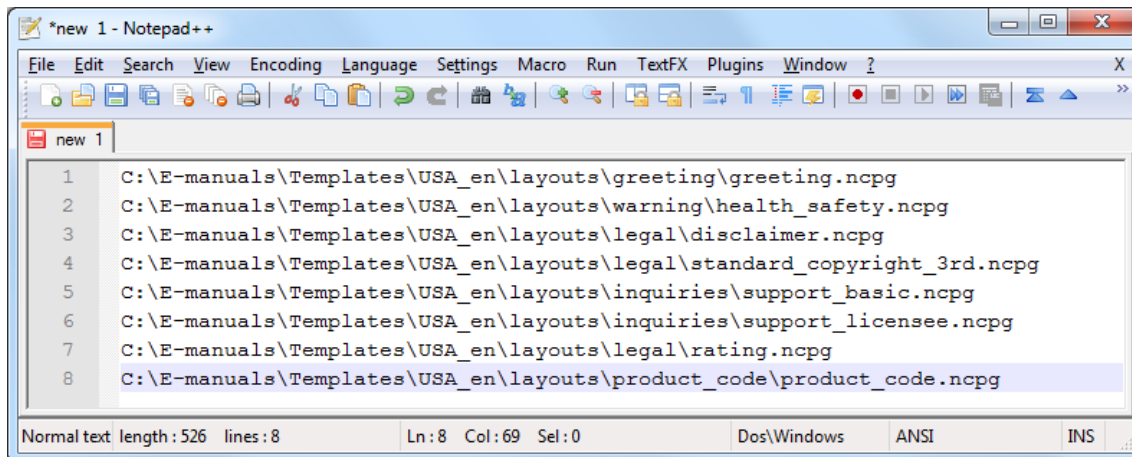 *new 1 - Notepad++
File Edit Search View Encoding Language Settings Macro Run TextFX Plugins Window ? X
new 1
1 C:\E-manuals\Templates\USA_en\layouts\greeting\greeting.ncpg
2 C:\E-manuals\Templates\USA_en\layouts\warning\health_safety.ncpg
3 C:\E-manuals\Templates\USA_en\layouts\legal\disclaimer.ncpg
4 C:\E-manuals\Templates\USA_en\layouts\legal\standard_copyright_3rd.ncpg
5 C:\E-manuals\Templates\USA_en\layouts\inquiries\support_basic.ncpg
6 C:\E-manuals\Templates\USA_en\layouts\inquiries\support_licensee.ncpg
7 C:\E-manuals\Templates\USA_en\layouts\legal\rating.ncpg
8 C:\E-manuals\Templates\USA_en\layouts\product_code\product_code.ncpg
Normal text length : 526 lines : 8 Ln : 8 Col : 69 Sel : 0 Dos\Windows ANSI INS